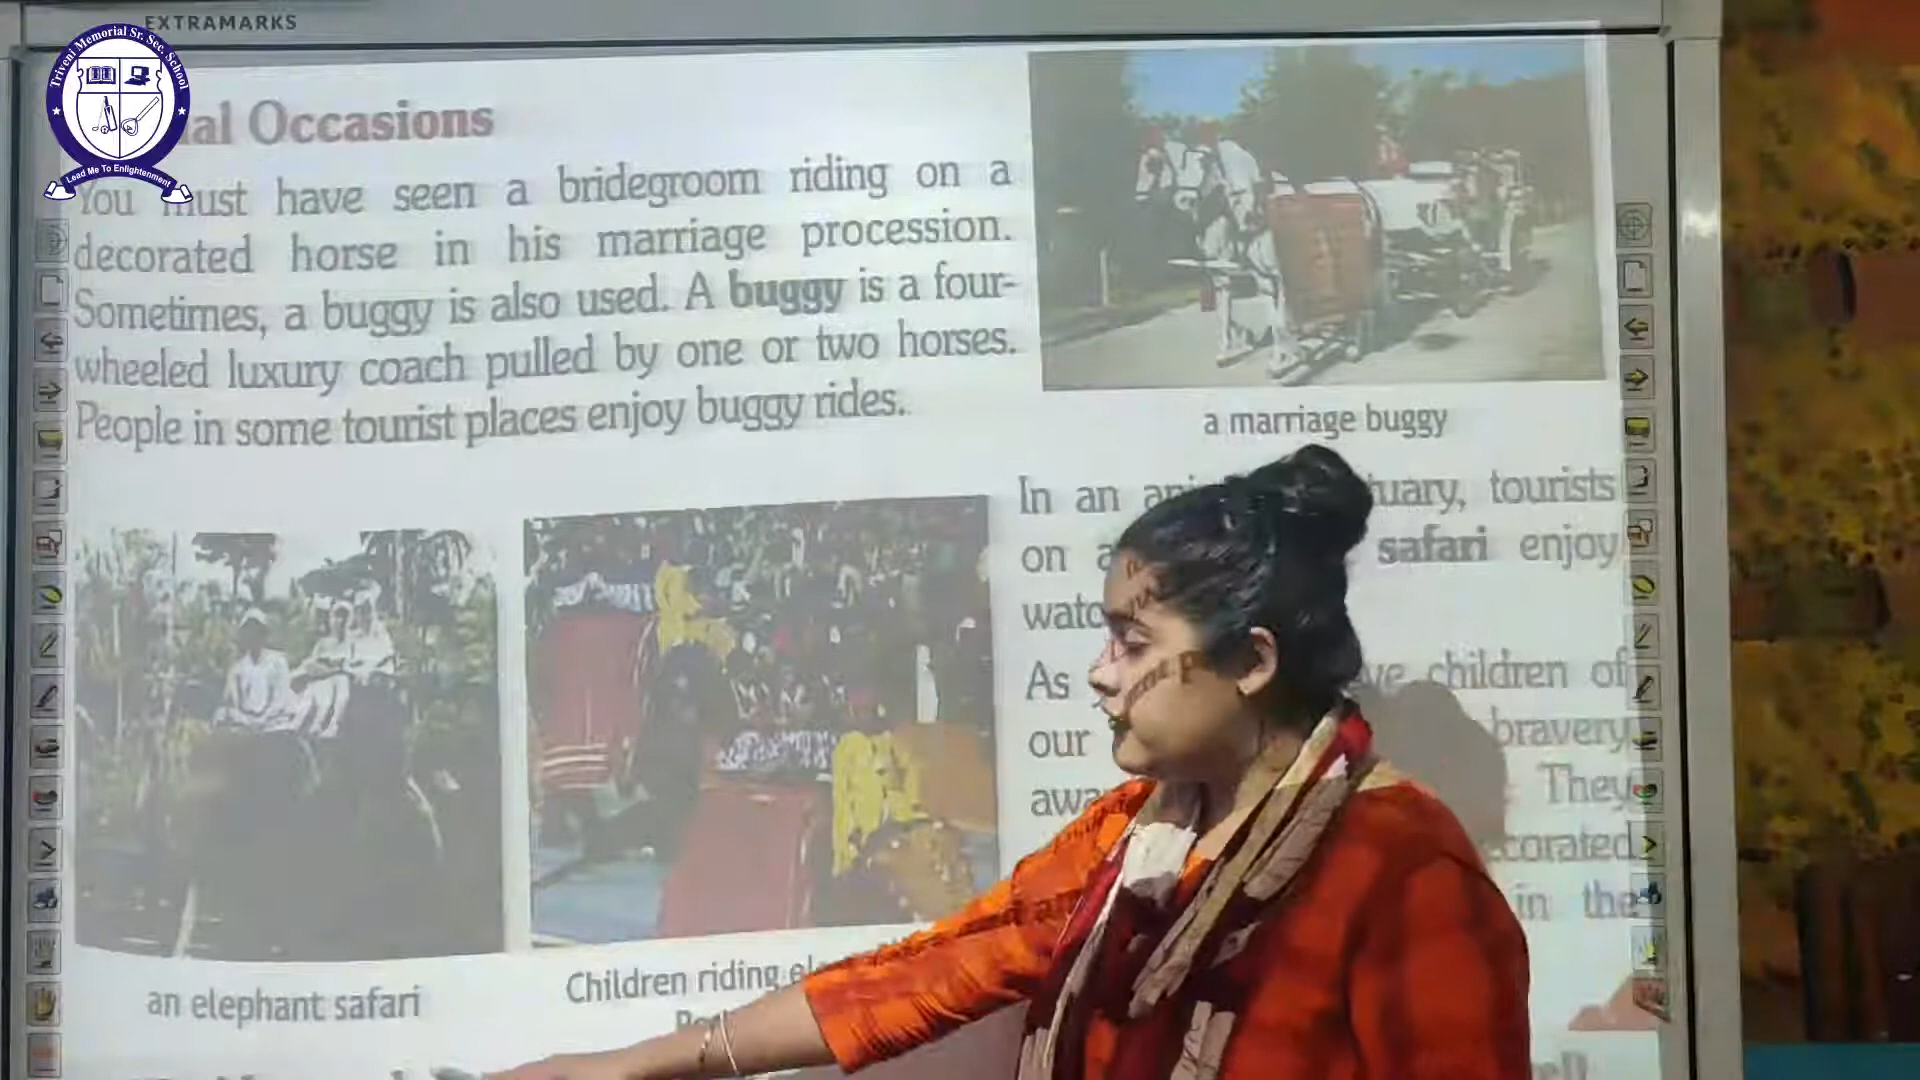 EXTRAMARKS
Triveni Memorial Sr. Sec. School
Lead Me To Enlightenment
Occasions
You must have seen a bridegroom riding on a
decorated horse in his marriage procession.
Sometimes, a buggy is also used. A buggy is a four-
wheeled luxury coach pulled by one or two horses.
People in some tourist places enjoy buggy rides.
a marriage buggy
In an tourists
on safari enjoy
As children of
our bravery
They
in the
an elephant safari
Children riding